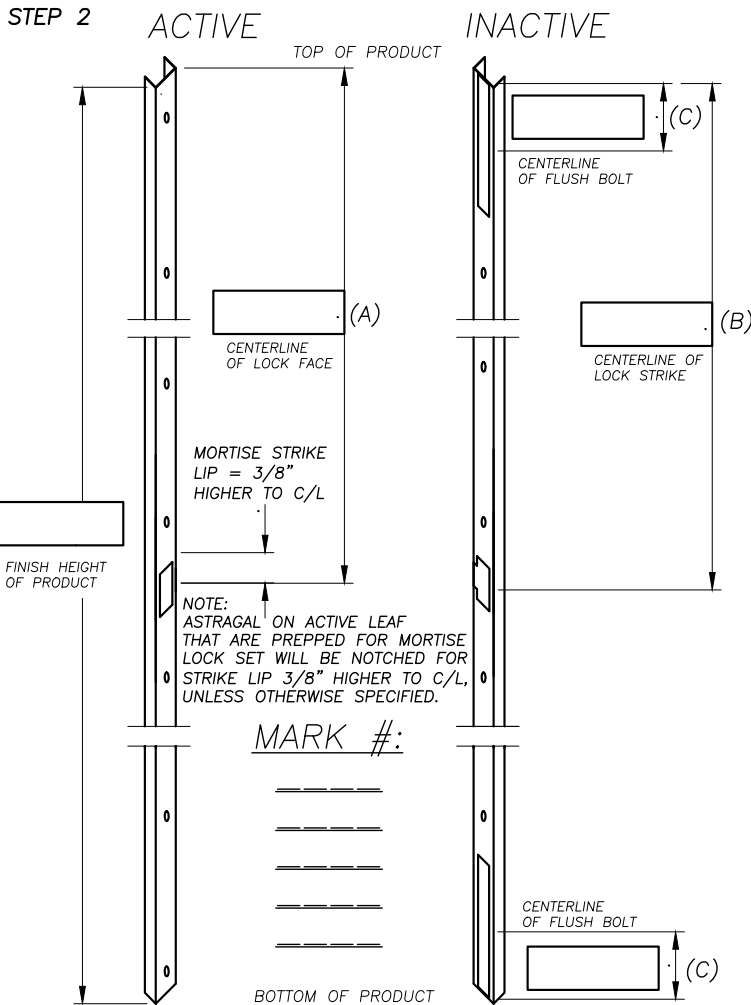 STEP 2
ACTIVE
INACTIVE
TOP OF PRODUCT
(C)
CENTERLINE
OF FLUSH BOLT
(A)
CENTERLINE
OF LOCK FACE
(B)
CENTERLINE OF
LOCK STRIKE
MORTISE STRIKE
LIP = 3/8"
HIGHER TO C/L
FINISH HEIGHT
OF PRODUCT
NOTE:
ASTRAGAL ON ACTIVE LEAF
THAT ARE PREPPED FOR MORTISE
LOCK SET WILL BE NOTCHED FOR
STRIKE LIP 3/8" HIGHER TO C/L,
UNLESS OTHERWISE SPECIFIED.
MARK #:
CENTERLINE
OF FLUSH BOLT
(C)
BOTTOM OF PRODUCT